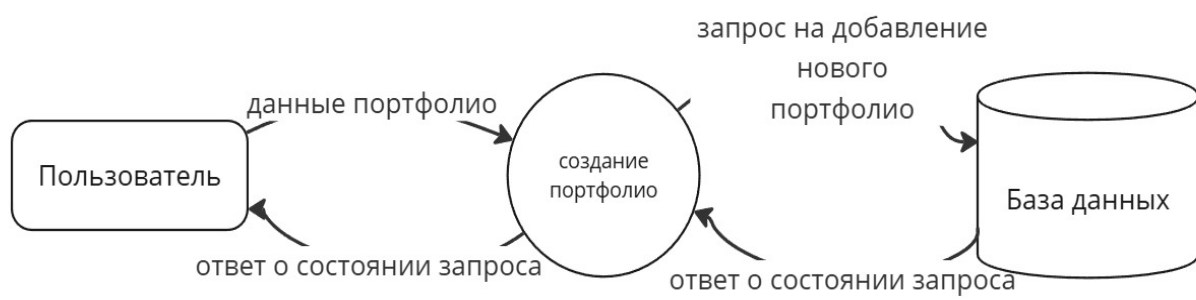 запрос на добавление
нового
портфолио
данные портфолио
Пользователь
создание
портфолио
База данных
ответ о состоянии запроса
ответ о состоянии запроса